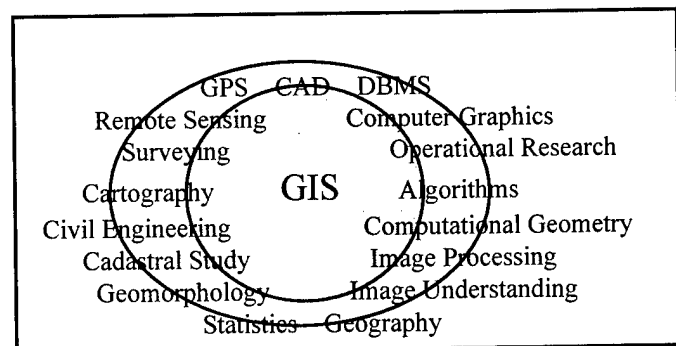 GPS CAD DBMS
Remote Sensing Computer Graphics
Surveying Operational Research
Cartography GIS Algorithms
Civil Engineering Computational Geometry
Cadastral Study Image Processing
Geomorphology Image Understanding
Statistics Geography